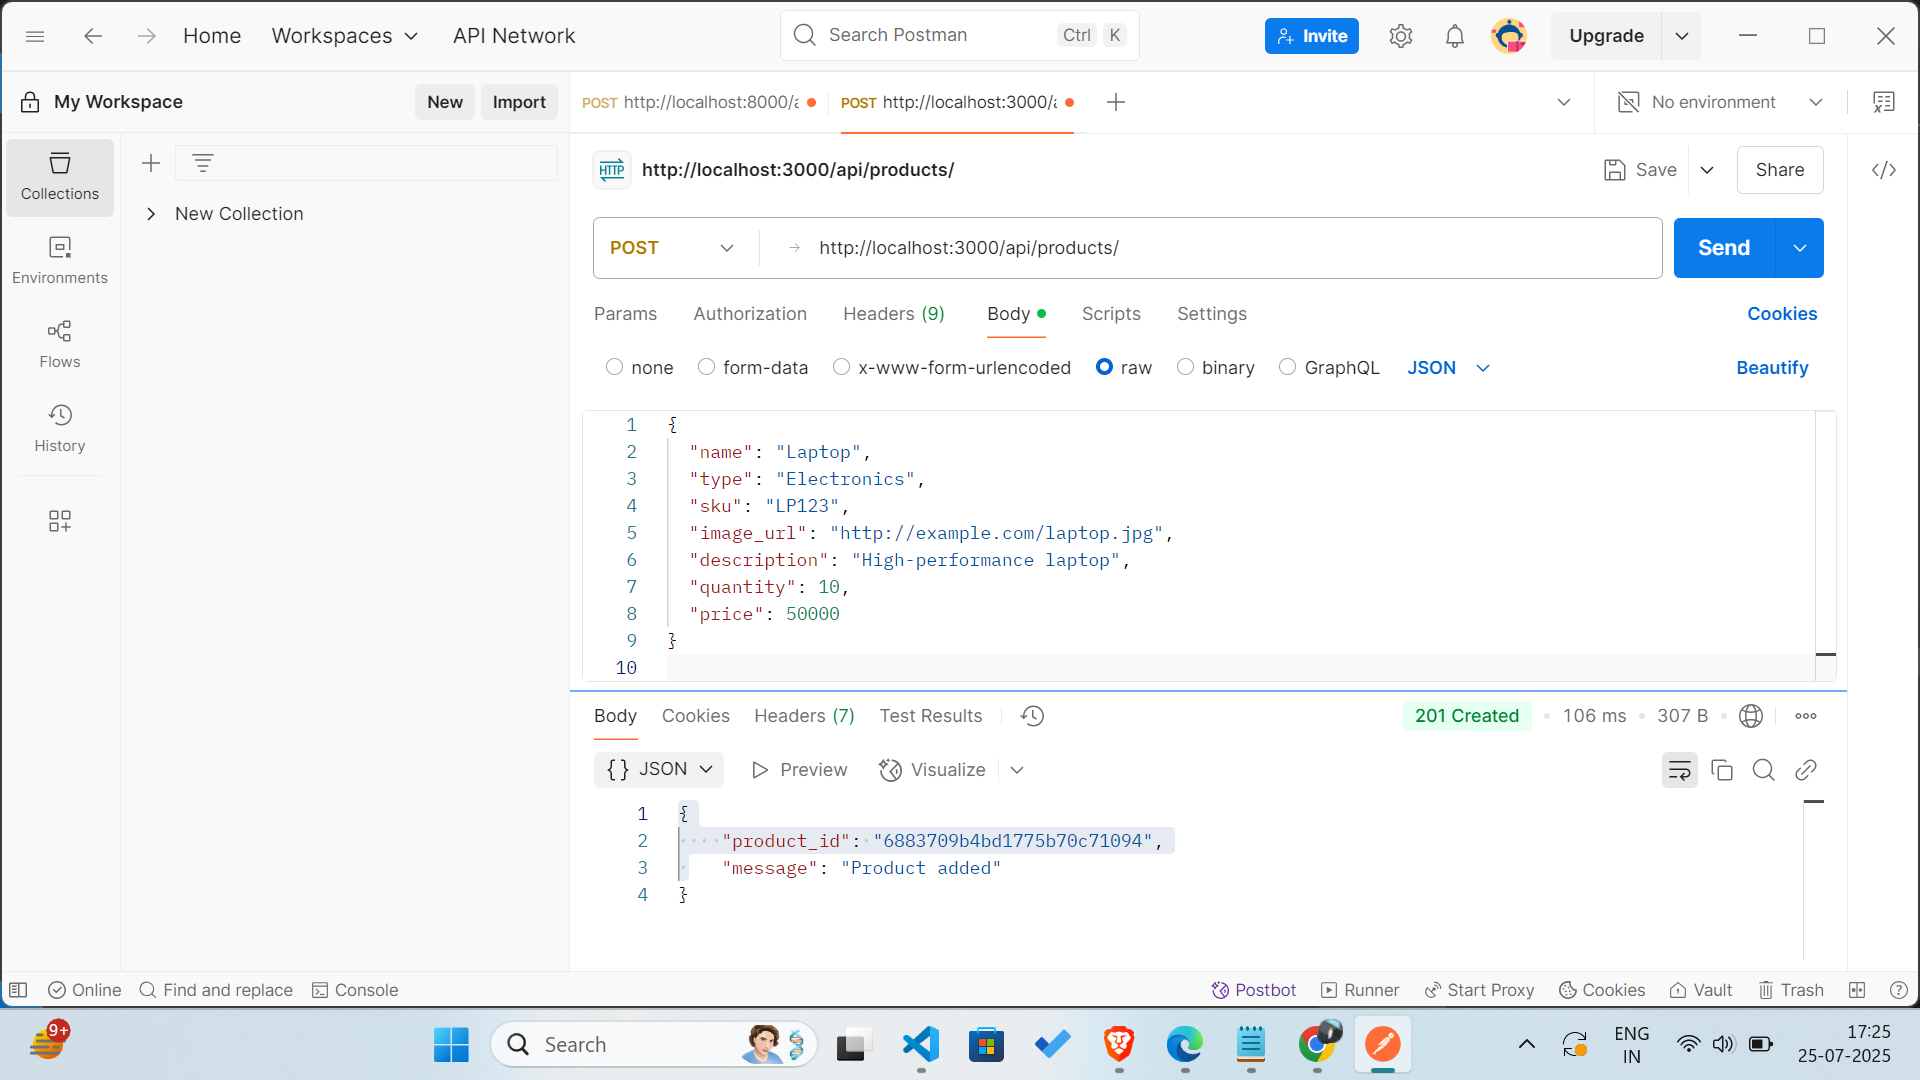 Home
Workspaces
API Network
Search Postman
Ctrl
K
Invite
Upgrade
My Workspace
New
Import
POST http://localhost:8000/a
POST http://localhost:3000/a
No environment
Collections
New Collection
Environments
Flows
History
HTTP
http://localhost:3000/api/products/
Save
Share
POST
http://localhost:3000/api/products/
Send
Params
Authorization
Headers (9)
Body
Scripts
Settings
Cookies
none
form-data
x-www-form-urlencoded
raw
binary
GraphQL
JSON
Beautify
1 {
2 "name": "Laptop",
3 "type": "Electronics",
4 "sku": "LP123",
5 "image_url": "http://example.com/laptop.jpg",
6 "description": "High-performance laptop",
7 "quantity": 10,
8 "price": 50000
9 }
10
Body
Cookies
Headers (7)
Test Results
201 Created
106 ms
307 B
{} JSON
Preview
Visualize
1 {
2 "product_id": "6883709b4bd1775b70c71094",
3 "message": "Product added"
4 }
Online
Find and replace
Console
Postbot
Runner
Start Proxy
Cookies
Vault
Trash
9+
Search
ENG
IN
17:25
25-07-2025